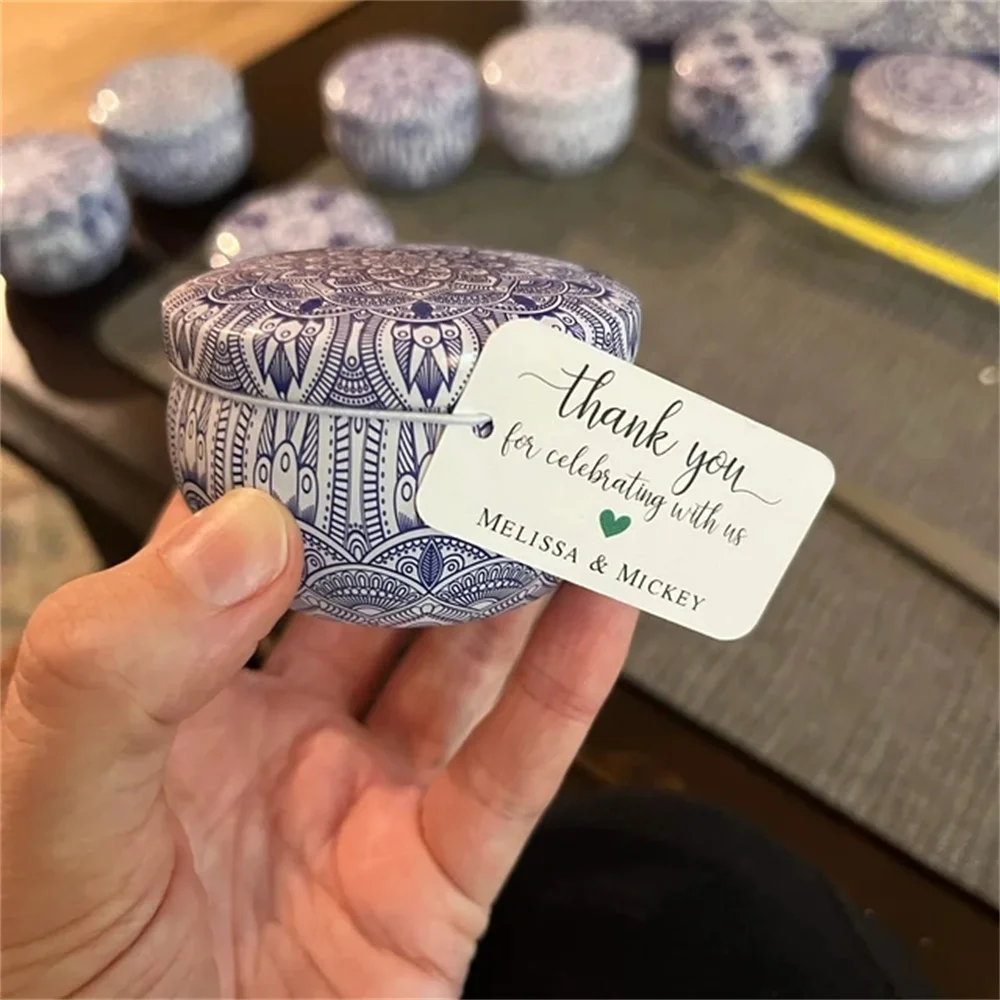 thank you
for celebrating with us
MELISSA & MICKEY